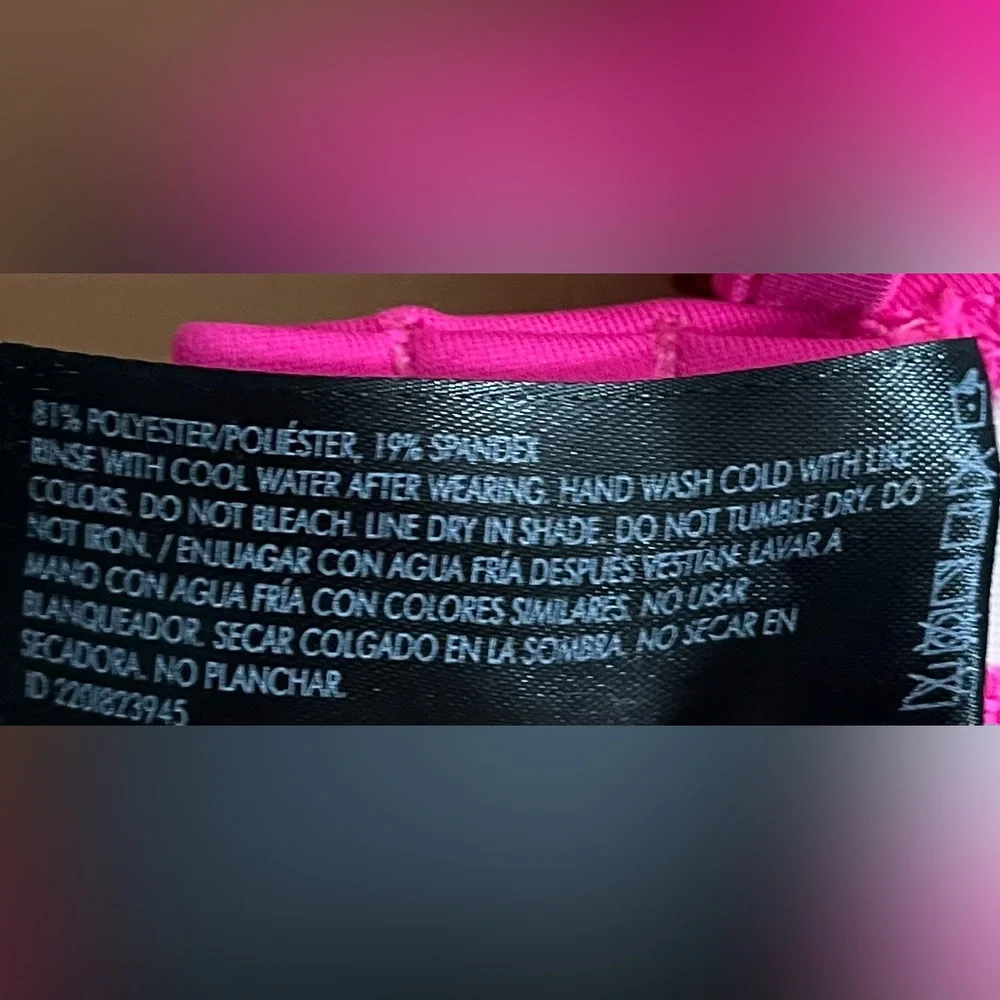 81% POLYESTER/POLIÉSTER, 19% SPANDEX
RINSE WITH COOL WATER AFTER WEARING. HAND WASH COLD WITH LIKE
COLORS. DO NOT BLEACH. LINE DRY IN SHADE. DO NOT TUMBLE DRY. DO
NOT IRON. / ENJUAGAR CON AGUA FRÍA DESPUÉS VESTIAN. LAVAR A
MANO CON AGUA FRÍA CON COLORES SIMILARES. NO USAR
BLANQUEADOR. SECAR COLGADO EN LA SOMBRA. NO SECAR EN
SECADORA. NO PLANCHAR.
ID 2201823945